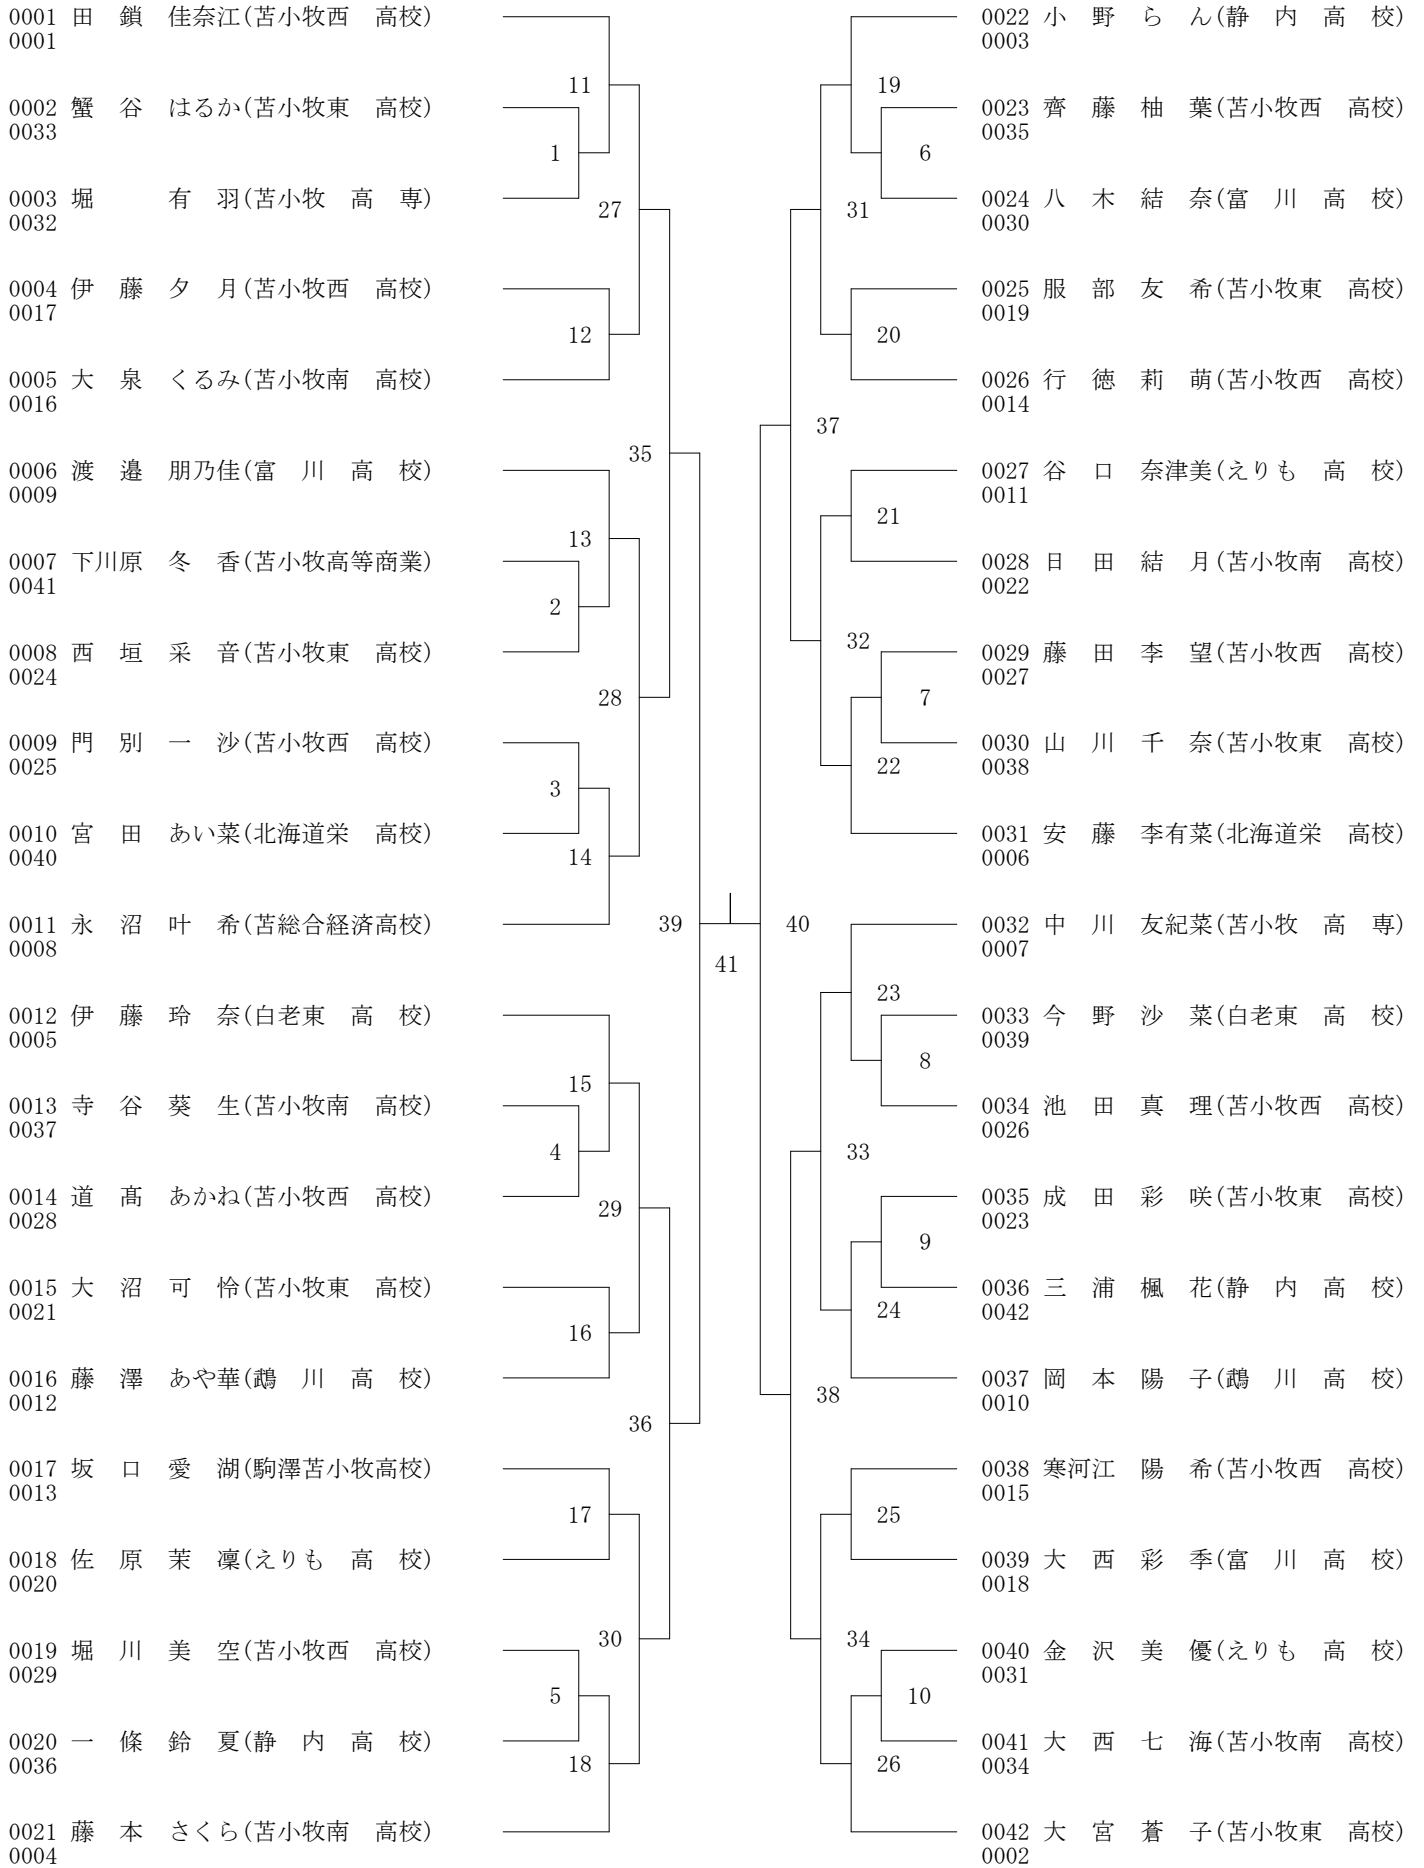 0001 田　鎖　佳奈江(苫小牧西　高校)
0001
0002 蟹　谷　はるか(苫小牧東　高校)
0033
0003 堀　　　有　羽(苫小牧　高　専)
0032
0004 伊　藤　夕　月(苫小牧西　高校)
0017
0005 大　泉　くるみ(苫小牧南　高校)
0016
0006 渡　邉　朋乃佳(富　川　高　校)
0009
0007 下川原　冬　香(苫小牧高等商業)
0041
0008 西　垣　采　音(苫小牧東　高校)
0024
0009 門　別　一　沙(苫小牧西　高校)
0025
0010 宮　田　あい菜(北海道栄　高校)
0040
0011 永　沼　叶　希(苫総合経済高校)
0008
0012 伊　藤　玲　奈(白老東　高　校)
0005
0013 寺　谷　葵　生(苫小牧南　高校)
0037
0014 道　髙　あかね(苫小牧西　高校)
0028
0015 大　沼　可　怜(苫小牧東　高校)
0021
0016 藤　澤　あや華(鵡　川　高　校)
0012
0017 坂　口　愛　湖(駒澤苫小牧高校)
0013
0018 佐　原　茉　凜(えりも　高　校)
0020
0019 堀　川　美　空(苫小牧西　高校)
0029
0020 一　條　鈴　夏(静　内　高　校)
0036
0021 藤　本　さくら(苫小牧南　高校)
0004
11
1
27
12
35
13
2
28
3
14
39
15
4
29
16
36
17
30
5
18
41
19
6
31
20
37
21
32
7
22
40
23
8
33
9
24
38
25
34
10
26
0022 小　野　ら　ん(静　内　高　校)
0003
0023 齊　藤　柚　葉(苫小牧西　高校)
0035
0024 八　木　結　奈(富　川　高　校)
0030
0025 服　部　友　希(苫小牧東　高校)
0019
0026 行　徳　莉　萌(苫小牧西　高校)
0014
0027 谷　口　奈津美(えりも　高　校)
0011
0028 日　田　結　月(苫小牧南　高校)
0022
0029 藤　田　李　望(苫小牧西　高校)
0027
0030 山　川　千　奈(苫小牧東　高校)
0038
0031 安　藤　李有菜(北海道栄　高校)
0006
0032 中　川　友紀菜(苫小牧　高　専)
0007
0033 今　野　沙　菜(白老東　高　校)
0039
0034 池　田　真　理(苫小牧西　高校)
0026
0035 成　田　彩　咲(苫小牧東　高校)
0023
0036 三　浦　楓　花(静　内　高　校)
0042
0037 岡　本　陽　子(鵡　川　高　校)
0010
0038 寒河江　陽　希(苫小牧西　高校)
0015
0039 大　西　彩　季(富　川　高　校)
0018
0040 金　沢　美　優(えりも　高　校)
0031
0041 大　西　七　海(苫小牧南　高校)
0034
0042 大　宮　蒼　子(苫小牧東　高校)
0002